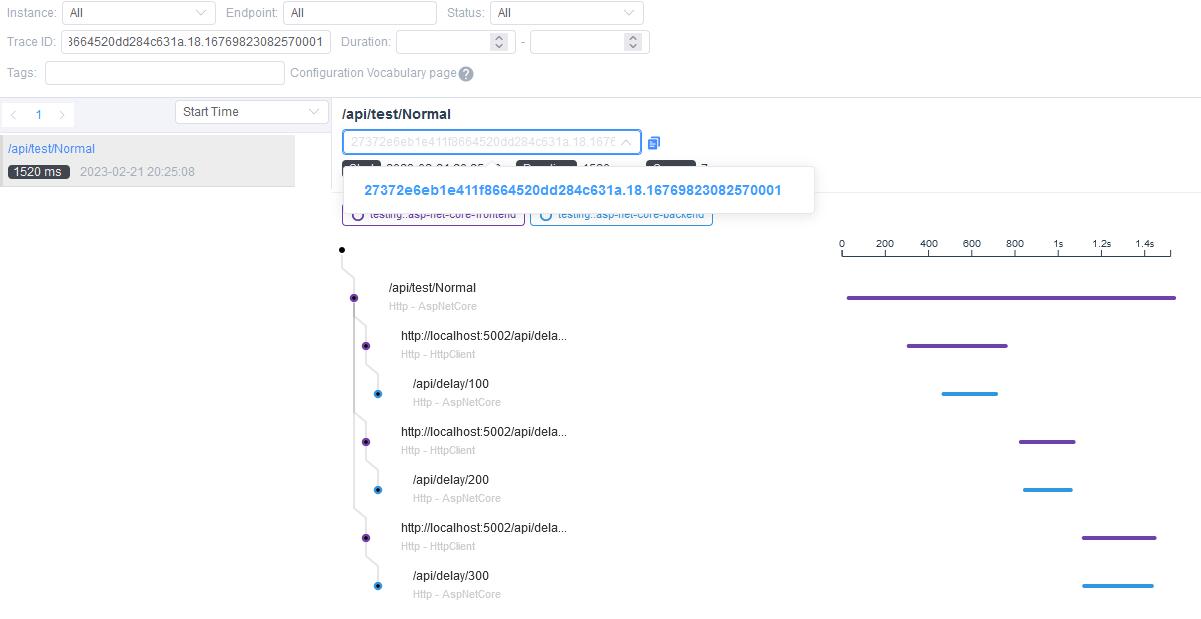 Instance: All Endpoint: All Status: All
Trace ID: 3664520dd284c631a.18.16769823082570001 Duration: -
Tags: Configuration Vocabulary page ?
1 Start Time
/api/test/Normal
1520 ms 2023-02-21 20:25:08
/api/test/Normal
27372e6eb1e411f8664520dd284c631a.18.1676
27372e6eb1e411f8664520dd284c631a.18.16769823082570001
testing::asp-net-core-frontend testing::asp-net-core-backend
0 200 400 600 800 1s 1.2s 1.4s
/api/test/Normal
Http - AspNetCore
http://localhost:5002/api/dela...
Http - HttpClient
/api/delay/100
Http - AspNetCore
http://localhost:5002/api/dela...
Http - HttpClient
/api/delay/200
Http - AspNetCore
http://localhost:5002/api/dela...
Http - HttpClient
/api/delay/300
Http - AspNetCore